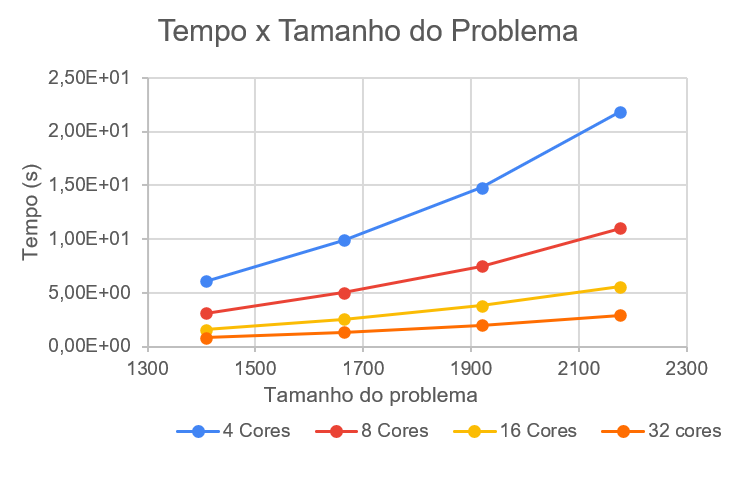 Tempo x Tamanho do Problema
2,50E+01
2,00E+01
1,50E+01
1,00E+01
5,00E+00
0,00E+00
Tempo (s)
1300 1500 1700 1900 2100 2300
Tamanho do problema
4 Cores 8 Cores 16 Cores 32 cores